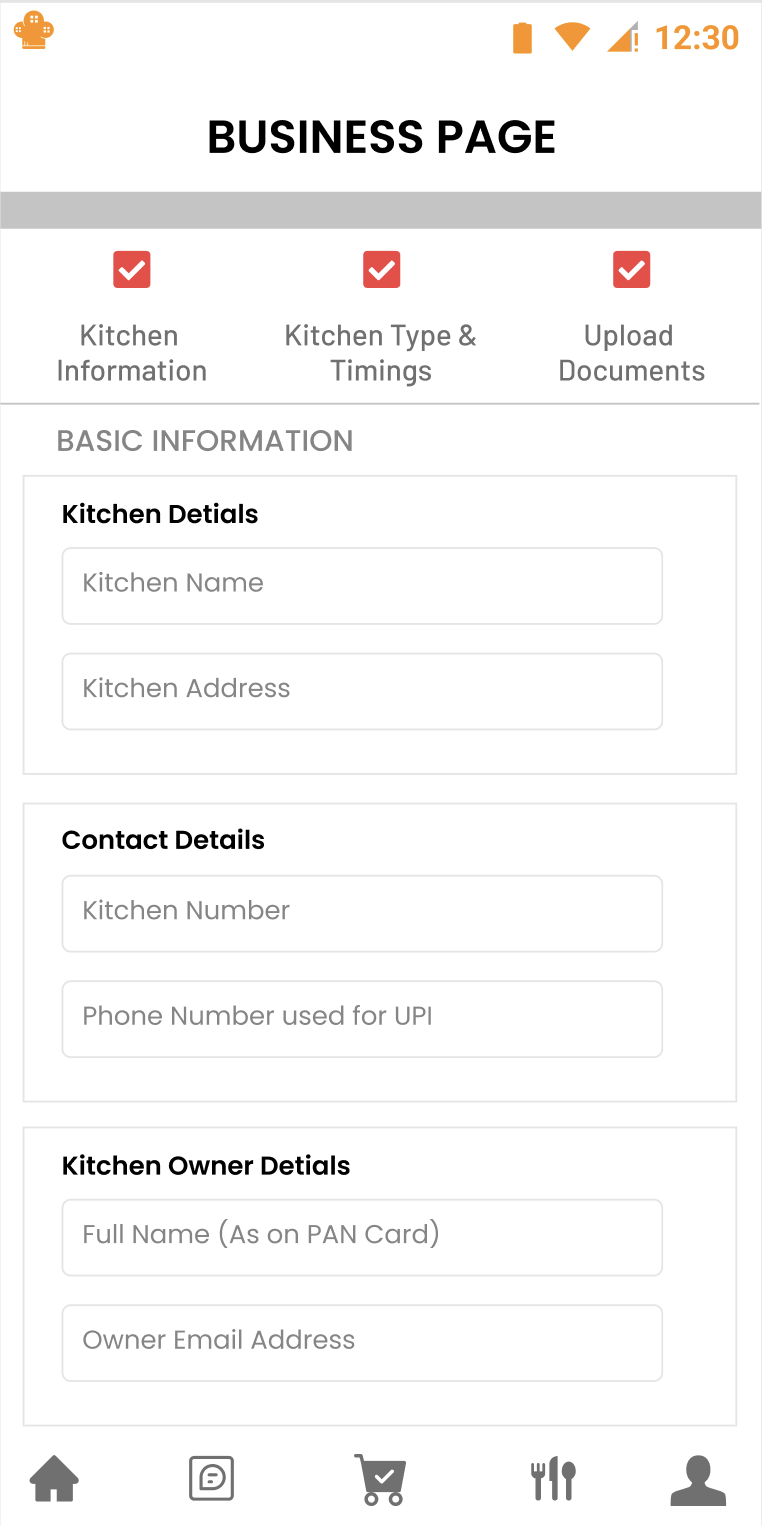 12:30
BUSINESS PAGE
Kitchen
Information
Kitchen Type &
Timings
Upload
Documents
BASIC INFORMATION
Kitchen Detials
Kitchen Name
Kitchen Address
Contact Details
Kitchen Number
Phone Number used for UPI
Kitchen Owner Detials
Full Name (As on PAN Card)
Owner Email Address